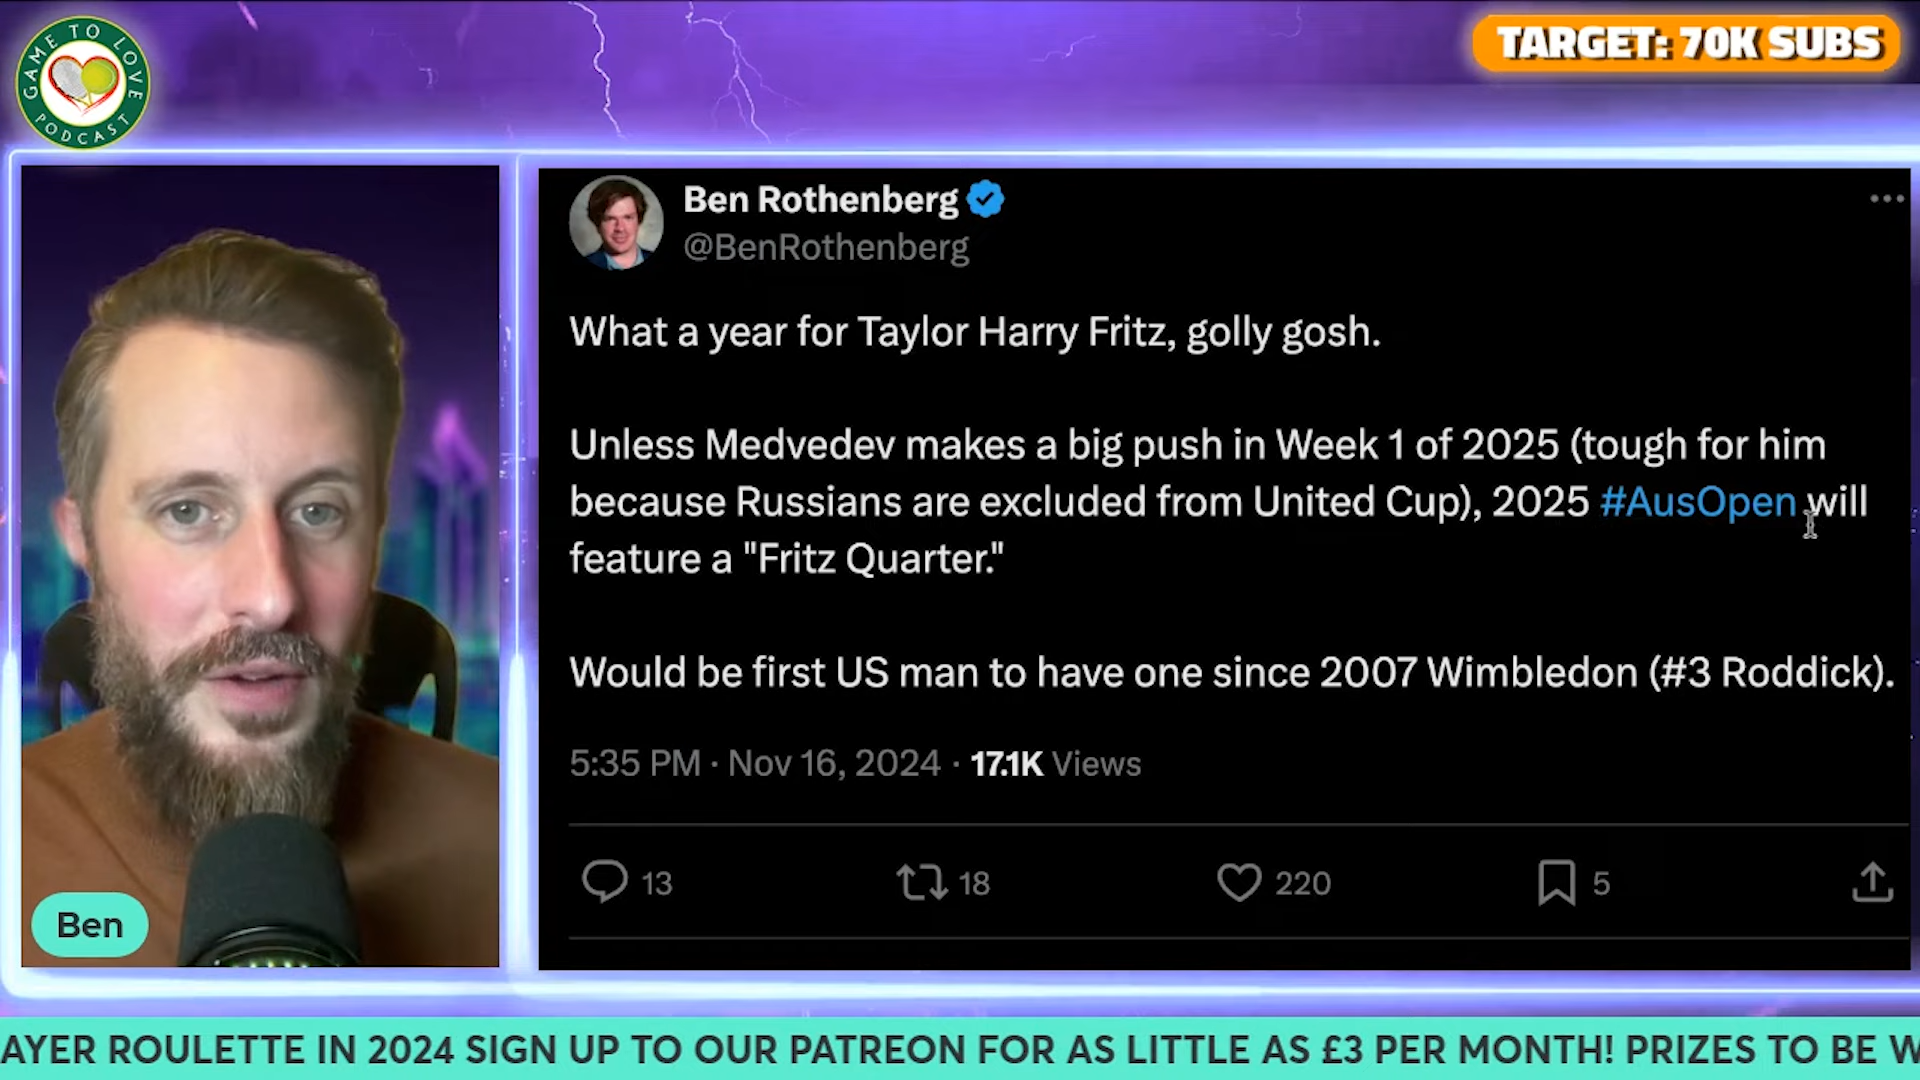 GAME TO LOVE
PODCAST
TARGET: 70K SUBS
Ben Rothenberg
@BenRothenberg
What a year for Taylor Harry Fritz, golly gosh.
Unless Medvedev makes a big push in Week 1 of 2025 (tough for him
because Russians are excluded from United Cup), 2025 #AusOpen will
feature a "Fritz Quarter."
Would be first US man to have one since 2007 Wimbledon (#3 Roddick).
5:35 PM · Nov 16, 2024 · 17.1K Views
13
18
220
5
Ben
AYER ROULETTE IN 2024 SIGN UP TO OUR PATREON FOR AS LITTLE AS £3 PER MONTH! PRIZES TO BE W